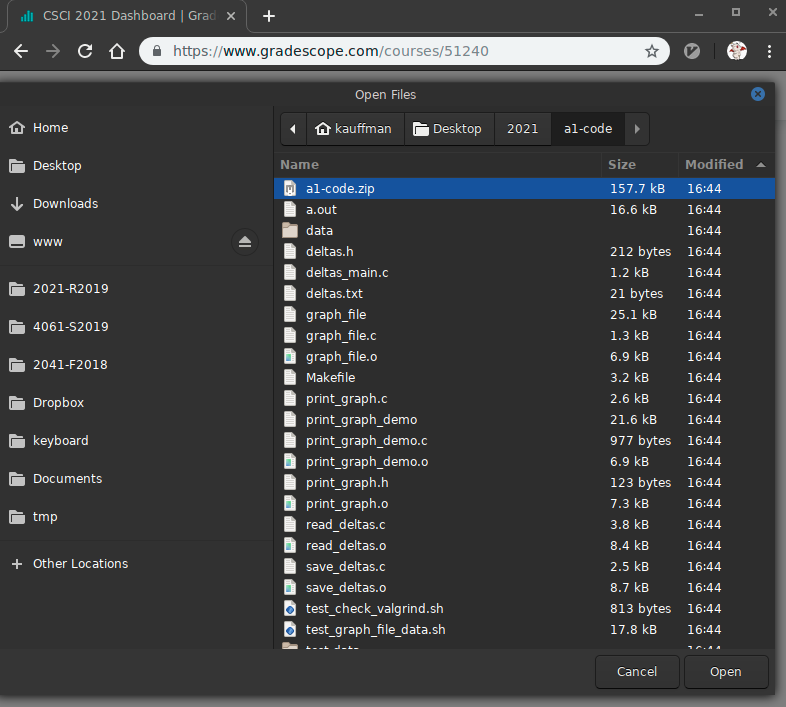 CSCI 2021 Dashboard | Grad
https://www.gradescope.com/courses/51240
Open Files
Home
Desktop
Downloads
www
2021-R2019
4061-S2019
2041-F2018
Dropbox
keyboard
Documents
tmp
Other Locations
kauffman Desktop 2021 a1-code
Name Size Modified
a1-code.zip 157.7 kB 16:44
a.out 16.6 kB 16:44
data 16:44
deltas.h 212 bytes 16:44
deltas_main.c 1.2 kB 16:44
deltas.txt 21 bytes 16:44
graph_file 25.1 kB 16:44
graph_file.c 1.3 kB 16:44
graph_file.o 6.9 kB 16:44
Makefile 3.2 kB 16:44
print_graph.c 2.6 kB 16:44
print_graph_demo 21.6 kB 16:44
print_graph_demo.c 977 bytes 16:44
print_graph_demo.o 6.9 kB 16:44
print_graph.h 123 bytes 16:44
print_graph.o 7.3 kB 16:44
read_deltas.c 3.8 kB 16:44
read_deltas.o 8.4 kB 16:44
save_deltas.c 2.5 kB 16:44
save_deltas.o 8.7 kB 16:44
test_check_valgrind.sh 813 bytes 16:44
test_graph_file_data.sh 17.8 kB 16:44
Cancel Open